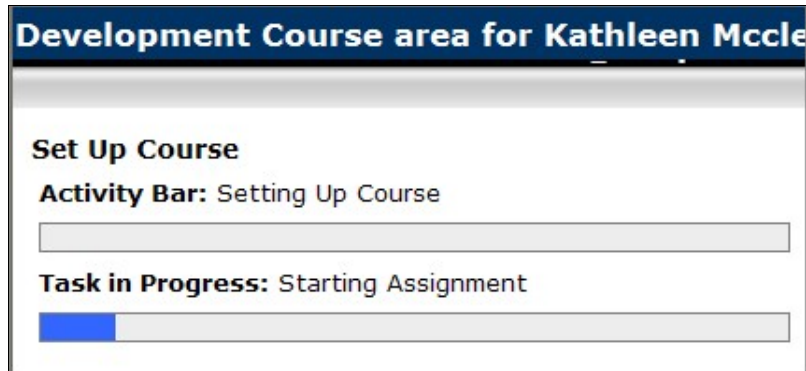 Development Course area for Kathleen Mccle
Set Up Course
Activity Bar: Setting Up Course
Task in Progress: Starting Assignment